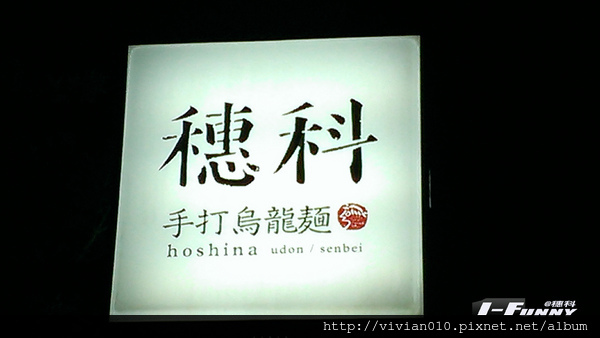 穗科
手打烏龍麵
hoshina udon / senbei
@穗科
I-FUNNY
http://vivian010.pixnet.net/album